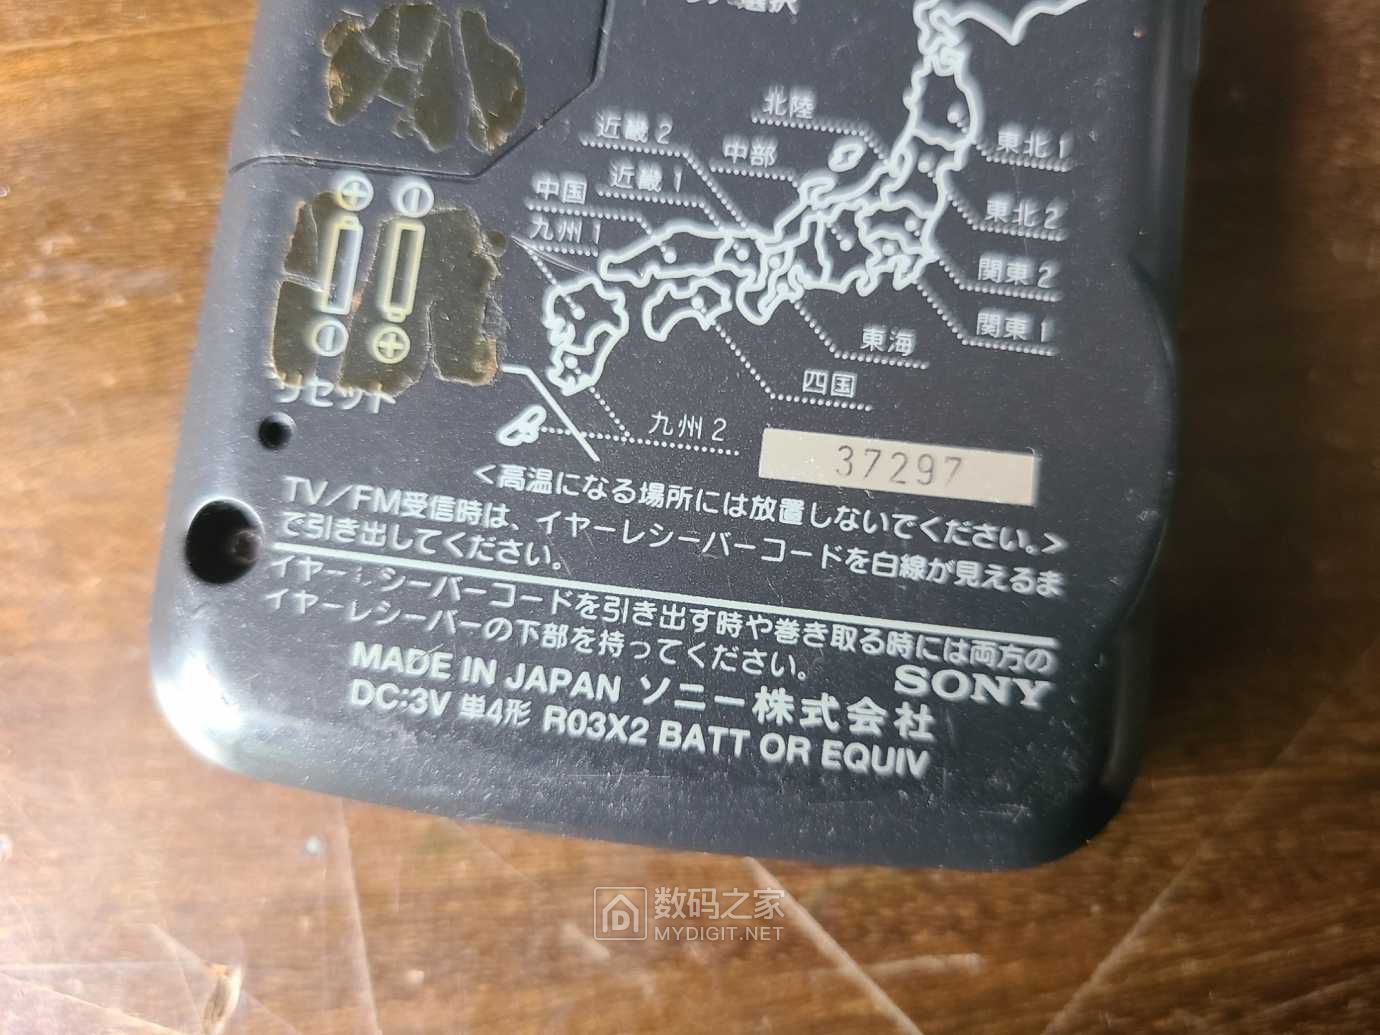 選択
北陸
近畿2
中部
東北1
近畿1
中国
東北2
九州1
関東2
関東1
東海
四国
リセット
九州2
37297
<高温になる場所には放置しないでください。>
TV/FM受信時は、イヤーレシーバーコードを白線が見えるま
で引き出してください。
イヤーレシーバーコードを引き出す時や巻き取る時には両方の
イヤーレシーバーの下部を持ってください。
SONY
MADE IN JAPAN ソニー株式会社
DC:3V 単4形 R03X2 BATT OR EQUIV
数码之家
MYDIGIT.NET